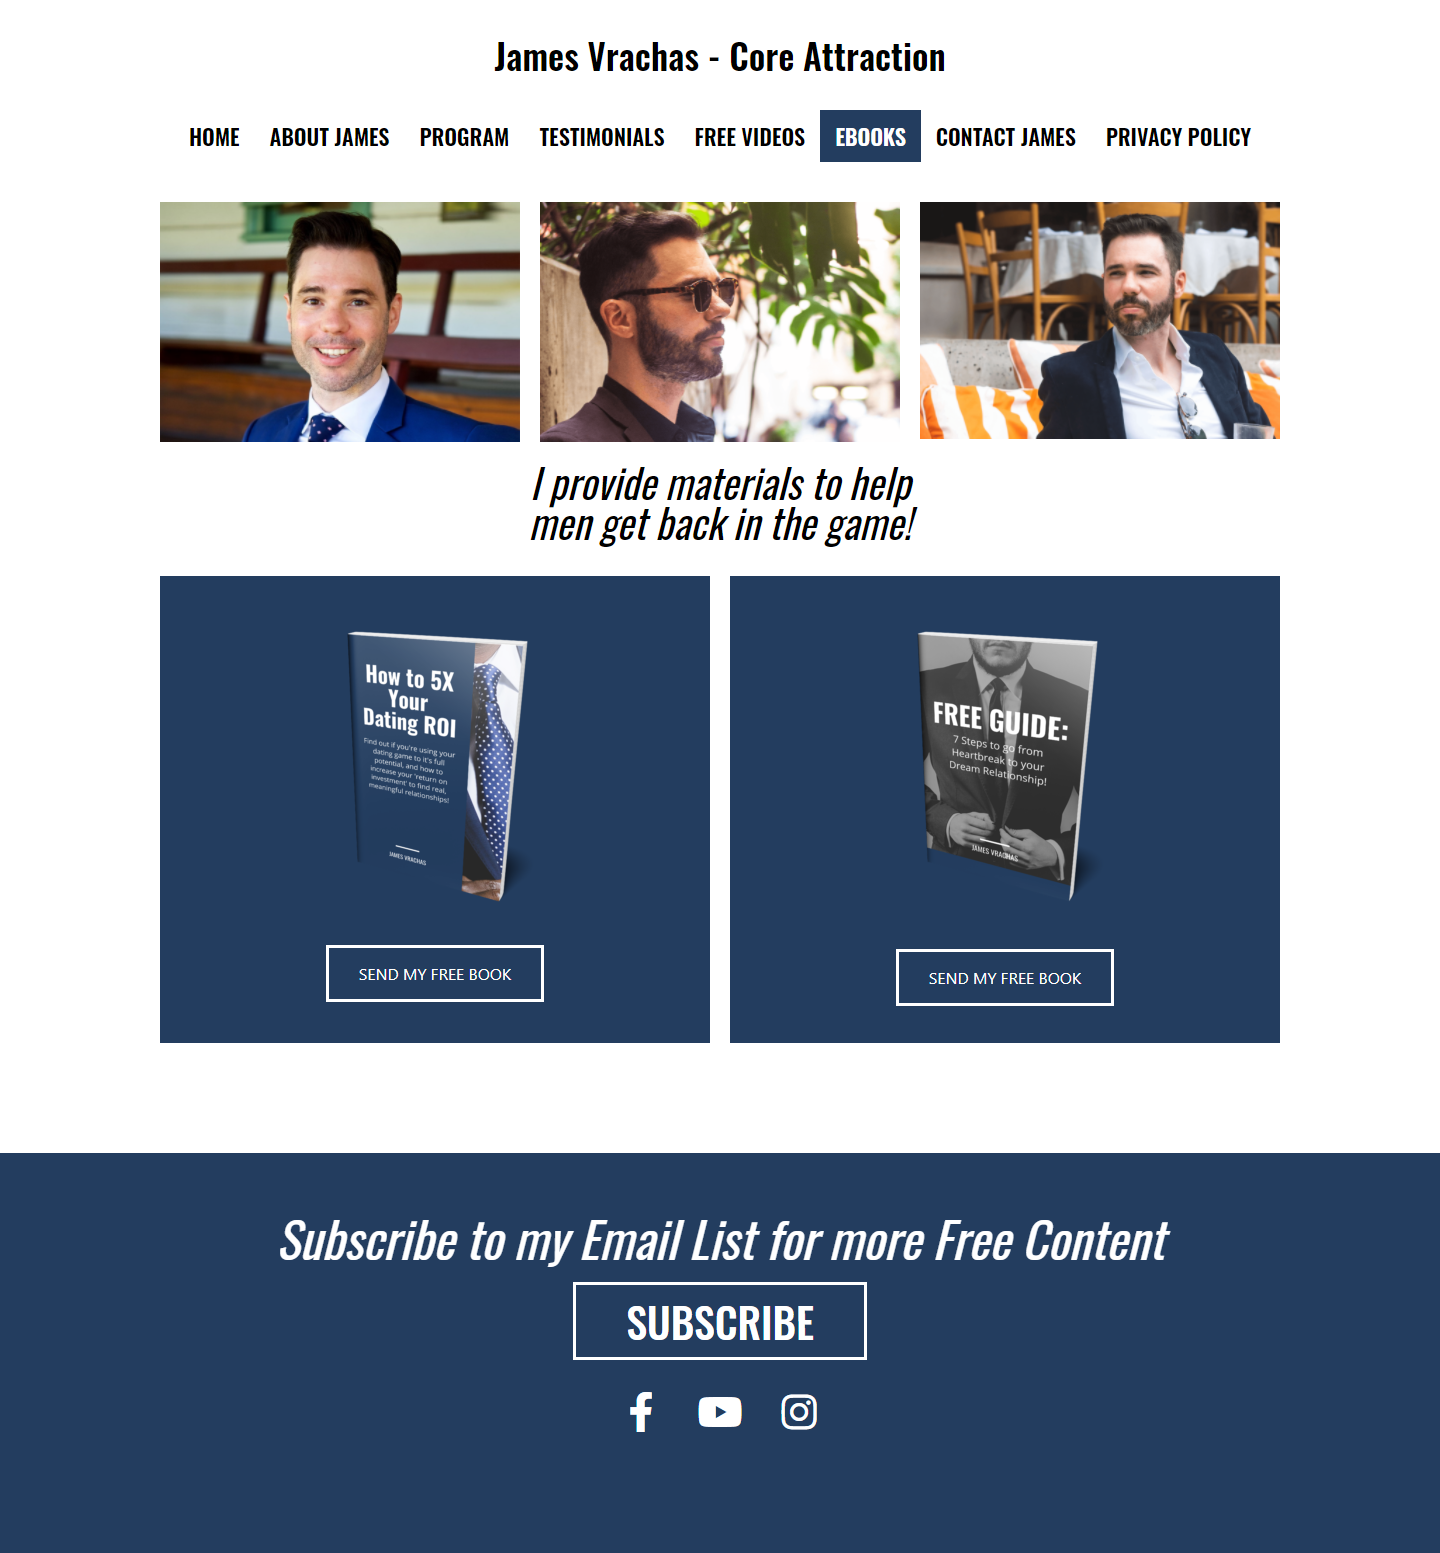 James Vrachas - Core Attraction
HOME ABOUT JAMES PROGRAM TESTIMONIALS FREE VIDEOS EBOOKS CONTACT JAMES PRIVACY POLICY
I provide materials to help
men get back in the game!
How to 5X
Your
Dating ROI
Find out if you're using your
dating game to it's full
potential, and how to
increase your 'return on
investment' to find real,
meaningful relationships!
JAMES VRACHAS
SEND MY FREE BOOK
FREE GUIDE:
7 Steps to go from
Heartbreak to your
Dream Relationship!
JAMES VRACHAS
SEND MY FREE BOOK
Subscribe to my Email List for more Free Content
SUBSCRIBE